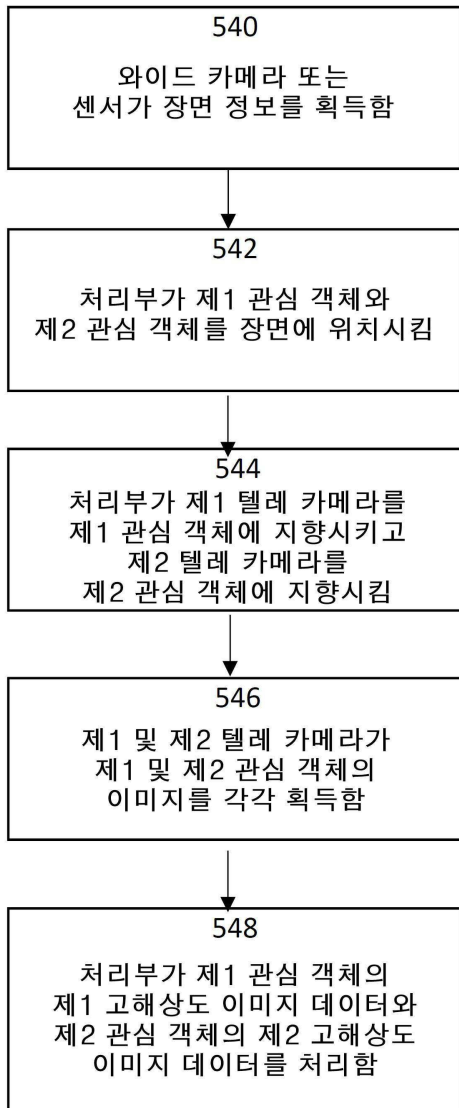 540
와이드 카메라 또는
센서가 장면 정보를 획득함
542
처리부가 제1 관심 객체와
제2 관심 객체를 장면에 위치시킴
544
처리부가 제1 텔레 카메라를
제1 관심 객체에 지향시키고
제2 텔레 카메라를
제2 관심 객체에 지향시킴
546
제1 및 제2 텔레 카메라가
제1 및 제2 관심 객체의
이미지를 각각 획득함
548
처리부가 제1 관심 객체의
제1 고해상도 이미지 데이터와
제2 관심 객체의 제2 고해상도
이미지 데이터를 처리함